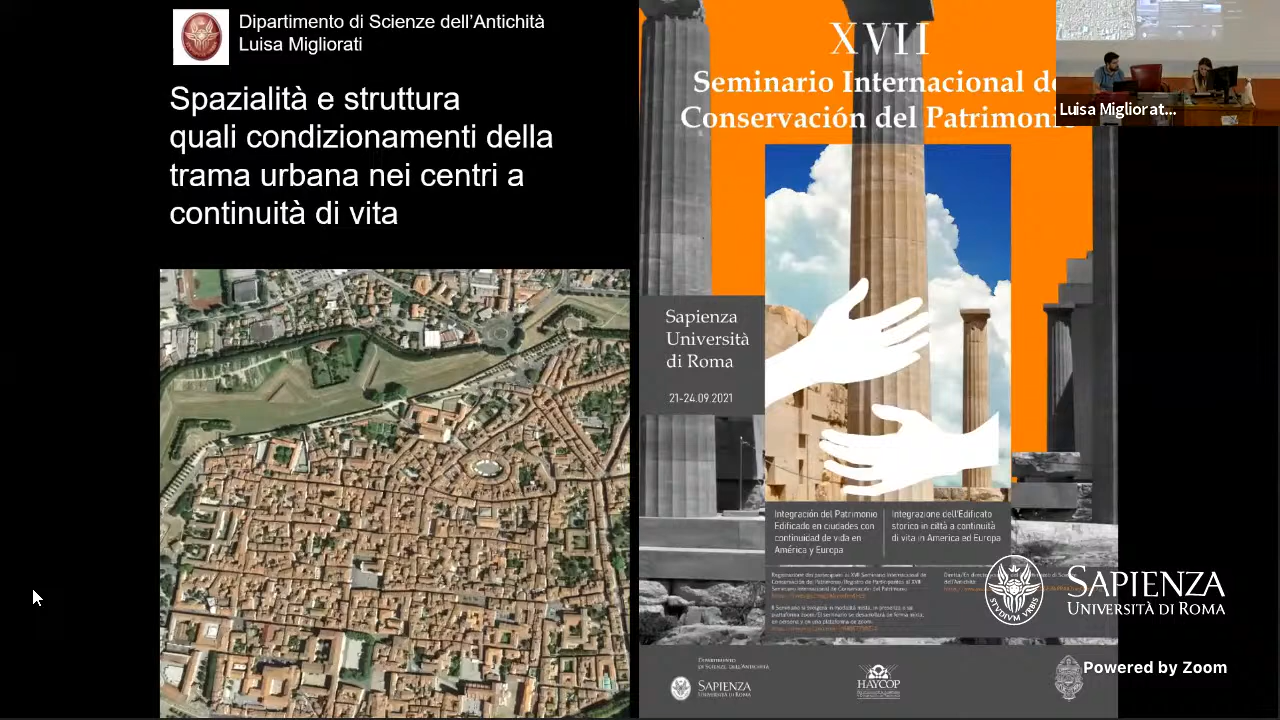 Dipartimento di Scienze dell'Antichità
Luisa Migliorati
Spazialità e struttura
quali condizionamenti della
trama urbana nei centri a
continuità di vita
XVII
Seminario Internacional de
Conservación del Patrimonio
Luisa Migliorat...
Sapienza
Università
di Roma
21-24.09.2021
Integración del Patrimonio
Edificado en ciudades con
continuidad de vida en
América y Europa
Integrazione dell'Edificato
storico in città a continuità
di vita in America ed Europa
SAPIENZA
UNIVERSITÀ DI ROMA
STUDIUM URBIS
Powered by Zoom
DIPARTIMENTO
DI SCIENZE DELL'ANTICHITÀ
SAPIENZA
UNIVERSITÀ DI ROMA
HAYCOP